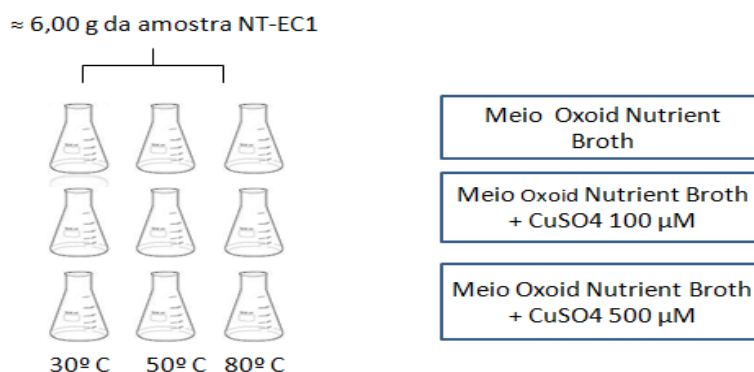 ≈ 6,00 g da amostra NT-EC1
Meio Oxoid Nutrient
Broth
Meio Oxoid Nutrient Broth
+ CuSO4 100 µM
Meio Oxoid Nutrient Broth
+ CuSO4 500 µM
30º C 50º C 80º C